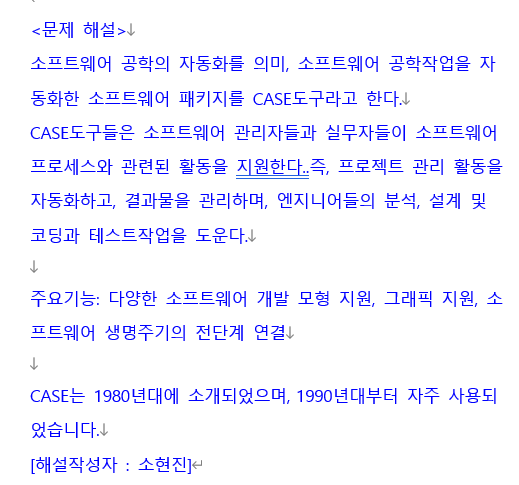 <문제 해설>↓
소프트웨어 공학의 자동화를 의미, 소프트웨어 공학작업을 자
동화한 소프트웨어 패키지를 CASE도구라고 한다.↓
CASE도구들은 소프트웨어 관리자들과 실무자들이 소프트웨어
프로세스와 관련된 활동을 지원한다..즉, 프로젝트 관리 활동을
자동화하고, 결과물을 관리하며, 엔지니어들의 분석, 설계 및
코딩과 테스트작업을 도운다.↓
↓
주요기능: 다양한 소프트웨어 개발 모형 지원, 그래픽 지원, 소
프트웨어 생명주기의 전단계 연결↓
↓
CASE는 1980년대에 소개되었으며, 1990년대부터 자주 사용되
었습니다.↓
[해설작성자 : 소현진]↵